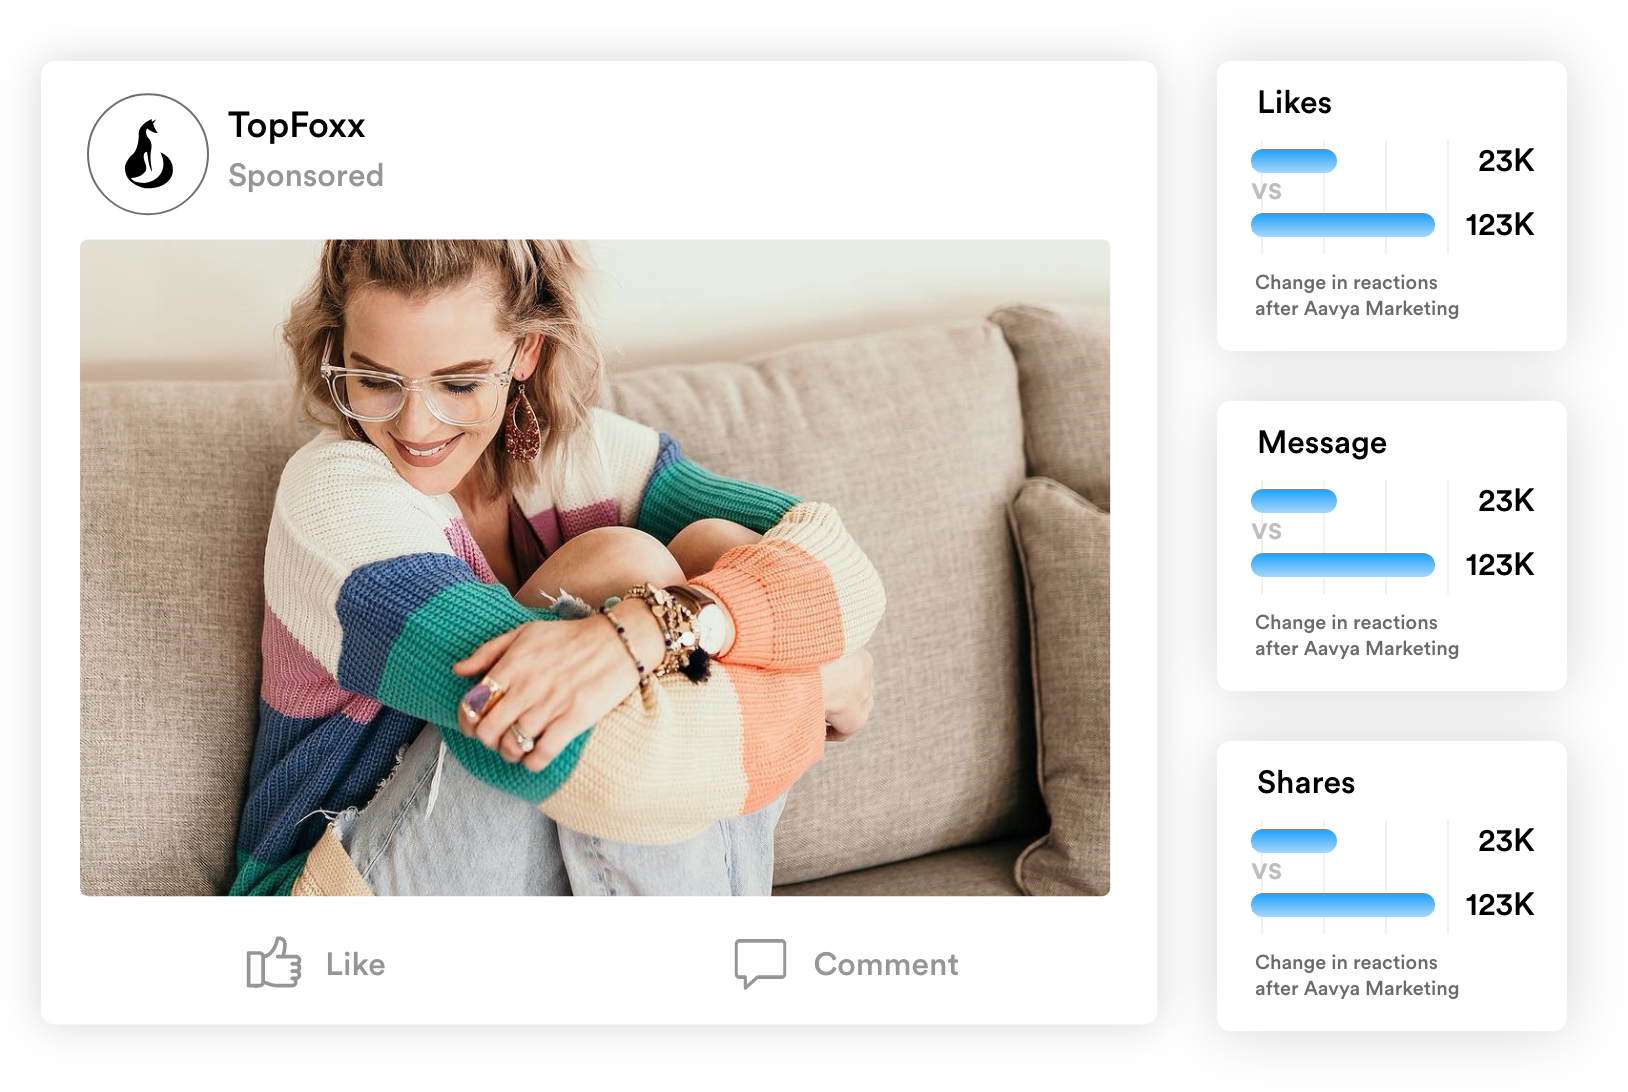 TopFoxx
Sponsored
Like
Comment
Likes
23K
VS
123K
Change in reactions
after Aavya Marketing
Message
23K
VS
123K
Change in reactions
after Aavya Marketing
Shares
23K
VS
123K
Change in reactions
after Aavya Marketing